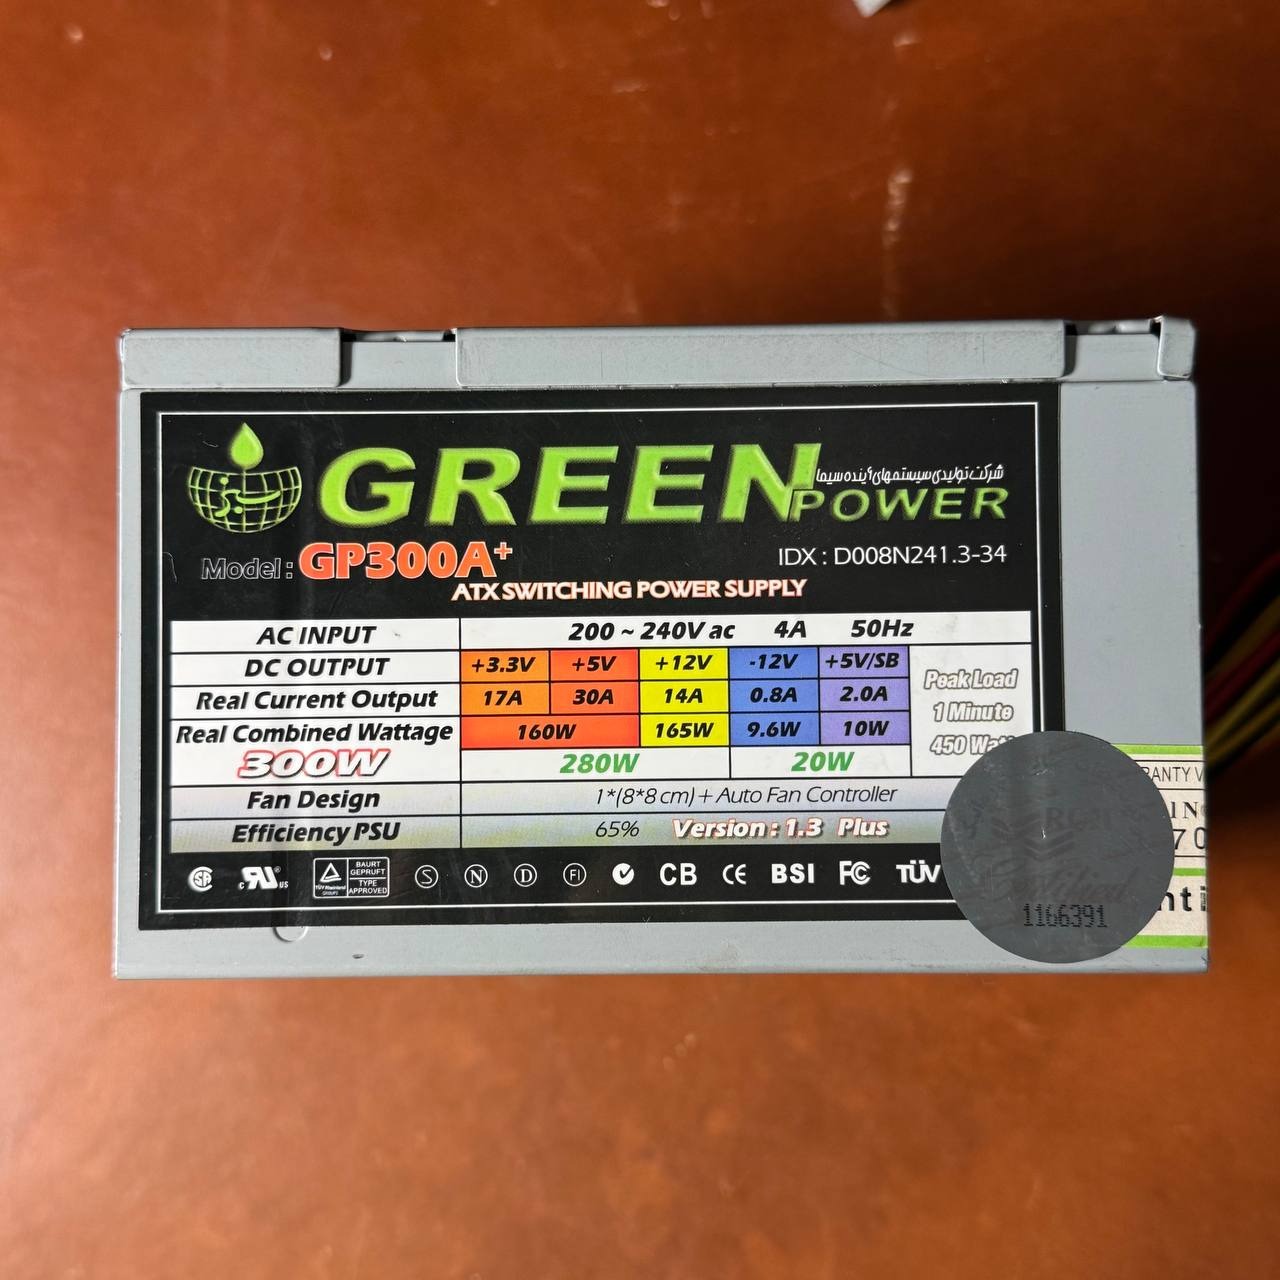 سبز
GREEN
شرکت تولیدی سیستمهای آینده سیما
POWER
Model: GP300A+
IDX : D008N241.3-34
ATX SWITCHING POWER SUPPLY
AC INPUT 200 ~ 240V ac 4A 50Hz
DC OUTPUT +3.3V +5V +12V -12V +5V/SB
Real Current Output 17A 30A 14A 0.8A 2.0A
Real Combined Wattage 160W 165W 9.6W 10W
Peak Load
1 Minute
450
300W 280W 20W
Fan Design 1*(8*8 cm) + Auto Fan Controller
Efficiency PSU 65% Version : 1.3 Plus
TÜVRheinland
BAURT
GEPRUFT
TYPE
APPROVED
S N D FI CB CE BSI FC TÜV
1166391